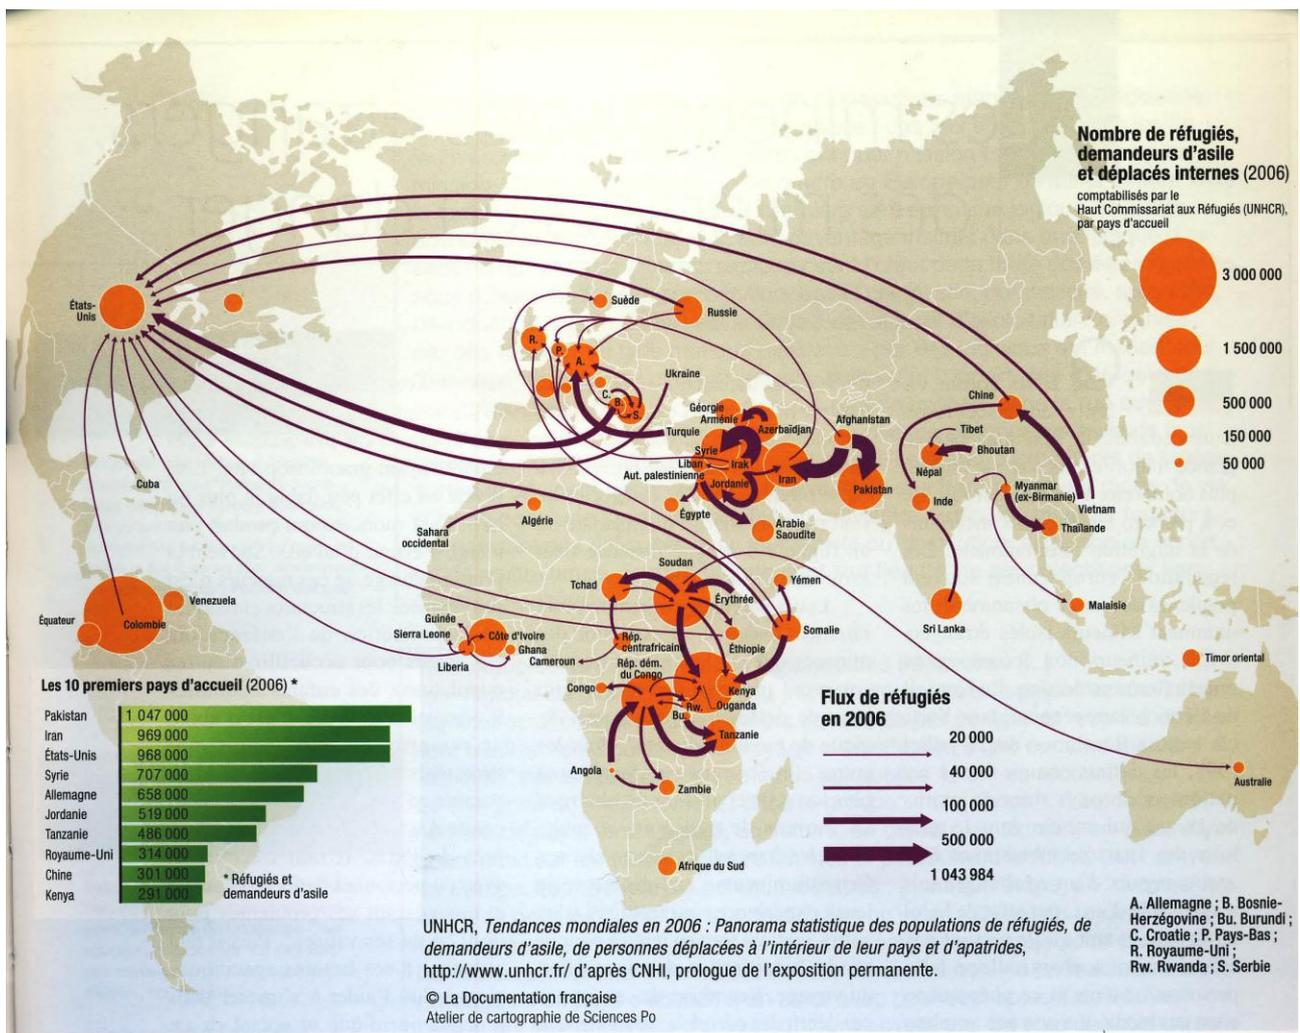 Nombre de réfugiés,
demandeurs d'asile
et déplacés internes (2006)
comptabilisés par le
Haut Commissariat aux Réfugiés (UNHCR),
par pays d'accueil
3 000 000
1 500 000
500 000
150 000
50 000
États-
Unis
Suède
Russie
R.
P.
A.
Ukraine
C.
B.
S.
Géorgie
Arménie
Azerbaïdjan
Afghanistan
Chine
Turquie
Tibet
Bhoutan
Syrie
Liban
Irak
Aut. palestinienne
Jordanie
Iran
Pakistan
Népal
Myanmar
(ex-Birmanie)
Vietnam
Cuba
Égypte
Inde
Algérie
Sahara
occidental
Arabie
Saoudite
Thaïlande
Soudan
Tchad
Érythrée
Yémen
Venezuela
Malaisie
Équateur
Colombie
Guinée
Sierra Leone
Côte d'Ivoire
Ghana
Liberia
Cameroun
Rép.
centrafricaine
Éthiopie
Somalie
Sri Lanka
Timor oriental
Rép. dém.
du Congo
Congo
Kenya
Ouganda
Rw.
Bu.
Tanzanie
Angola
Zambie
Australie
Afrique du Sud
Les 10 premiers pays d'accueil (2006) *
Pakistan 1 047 000
Iran 969 000
États-Unis 968 000
Syrie 707 000
Allemagne 658 000
Jordanie 519 000
Tanzanie 486 000
Royaume-Uni 314 000
Chine 301 000
Kenya 291 000
* Réfugiés et
demandeurs d'asile
Flux de réfugiés
en 2006
20 000
40 000
100 000
500 000
1 043 984
A. Allemagne ; B. Bosnie-
Herzégovine ; Bu. Burundi ;
C. Croatie ; P. Pays-Bas ;
R. Royaume-Uni ;
Rw. Rwanda ; S. Serbie
UNHCR, Tendances mondiales en 2006 : Panorama statistique des populations de réfugiés, de
demandeurs d'asile, de personnes déplacées à l'intérieur de leur pays et d'apatrides,
http://www.unhcr.fr/ d'après CNHI, prologue de l'exposition permanente.
© La Documentation française
Atelier de cartographie de Sciences Po